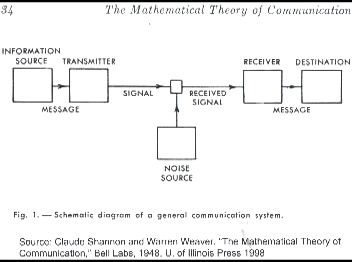 34 The Mathematical Theory of Communication
INFORMATION
SOURCE TRANSMITTER RECEIVER DESTINATION
SIGNAL RECEIVED
SIGNAL
MESSAGE MESSAGE
NOISE
SOURCE
Fig. 1. — Schematic diagram of a general communication system.
Source: Claude Shannon and Warren Weaver. "The Mathematical Theory of
Communication," Bell Labs, 1948. U. of Illinois Press 1998